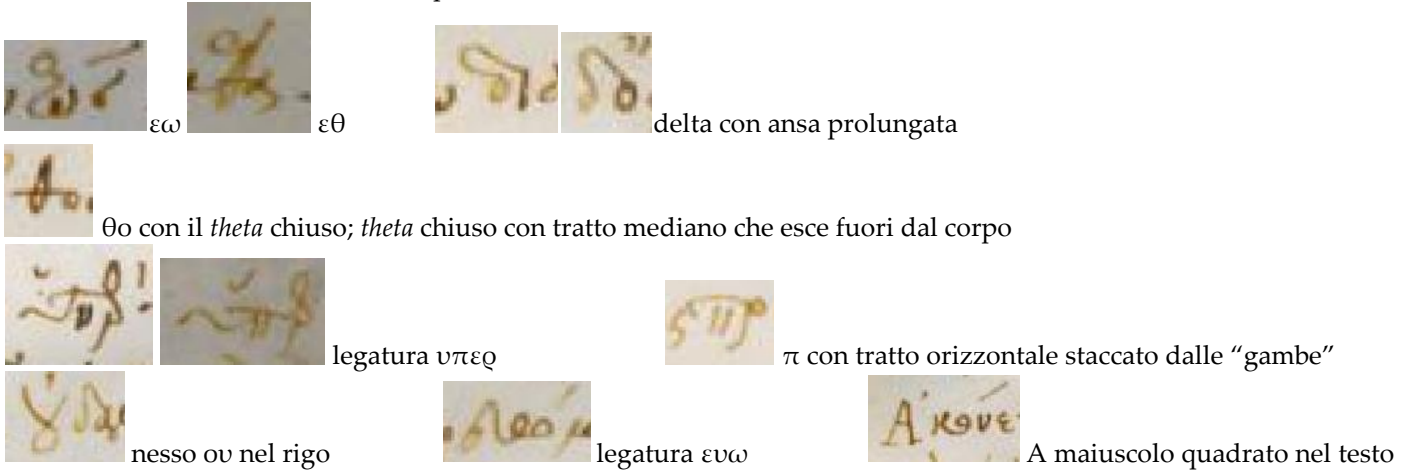 εω εθ delta con ansa prolungata
θο con il theta chiuso; theta chiuso con tratto mediano che esce fuori dal corpo
legatura υπερ π con tratto orizzontale staccato dalle “gambe”
nesso ου nel rigo legatura ευω Ἀκούε A maiuscolo quadrato nel testo